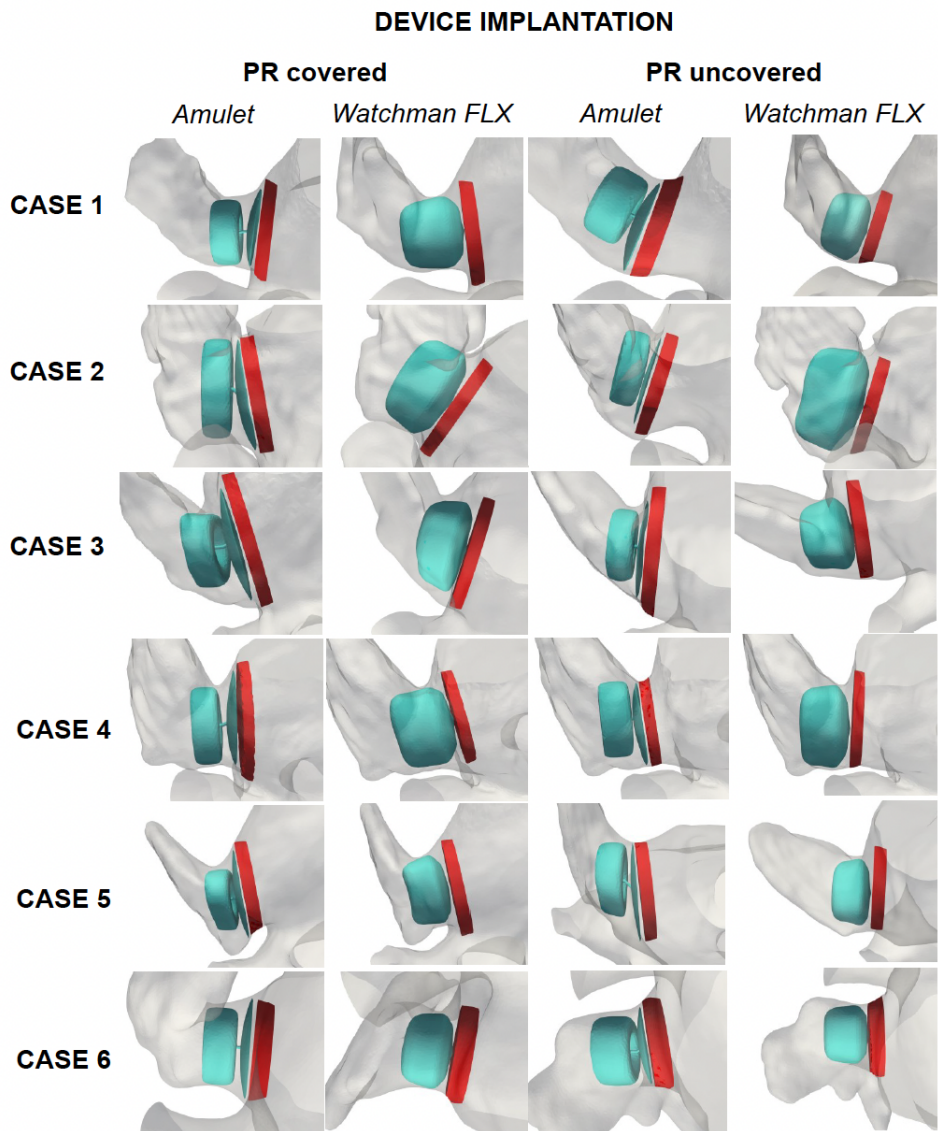 DEVICE IMPLANTATION
PR covered PR uncovered
Amulet Watchman FLX Amulet Watchman FLX
CASE 1
CASE 2
CASE 3
CASE 4
CASE 5
CASE 6